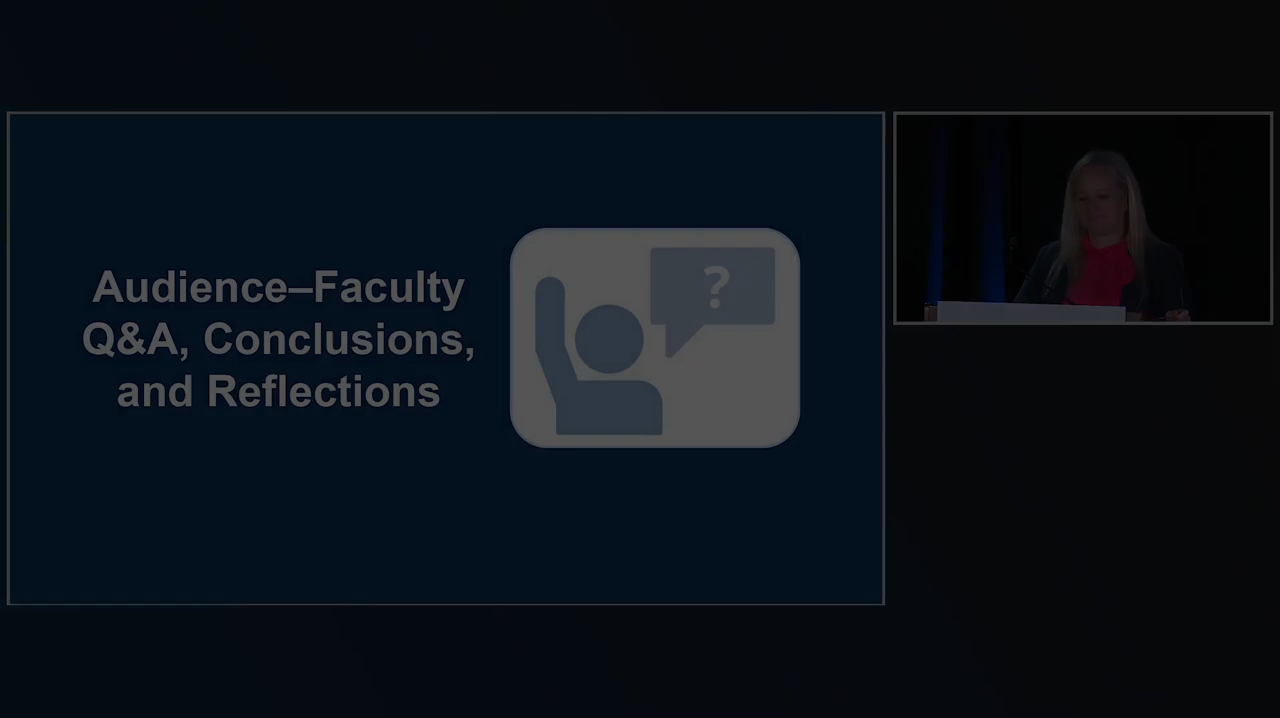 Audience–Faculty
Q&A, Conclusions,
and Reflections
?